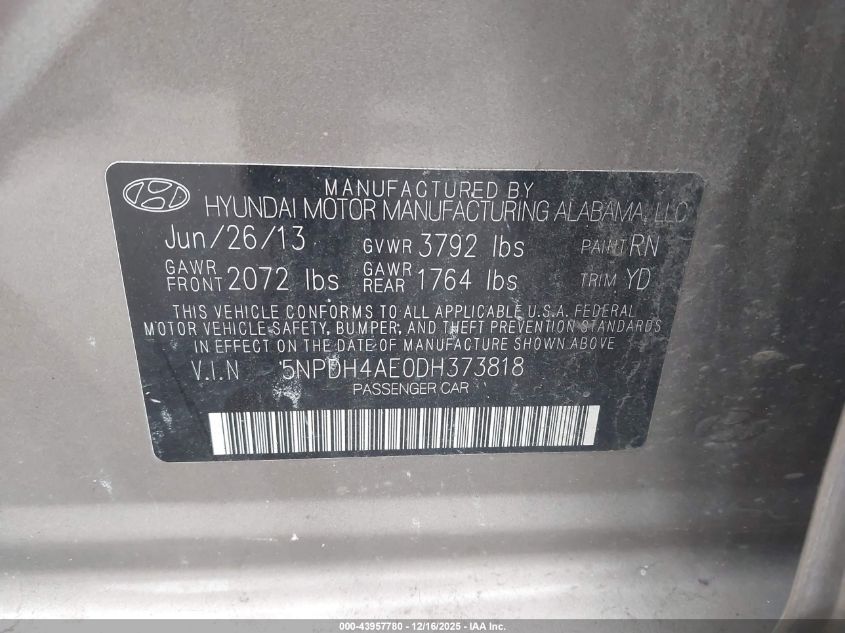 MANUFACTURED BY
HYUNDAI MOTOR MANUFACTURING ALABAMA, LLC
Jun/26/13 GVWR 3792 lbs PAINT RN
GAWR FRONT 2072 lbs GAWR REAR 1764 lbs TRIM YD
THIS VEHICLE CONFORMS TO ALL APPLICABLE U.S.A. FEDERAL
MOTOR VEHICLE SAFETY, BUMPER, AND THEFT PREVENTION STANDARDS
IN EFFECT ON THE DATE OF MANUFACTURE SHOWN ABOVE
V.I.N 5NPDH4AE0DH373818
PASSENGER CAR
000-43957780 - 12/16/2025 - IAA Inc.